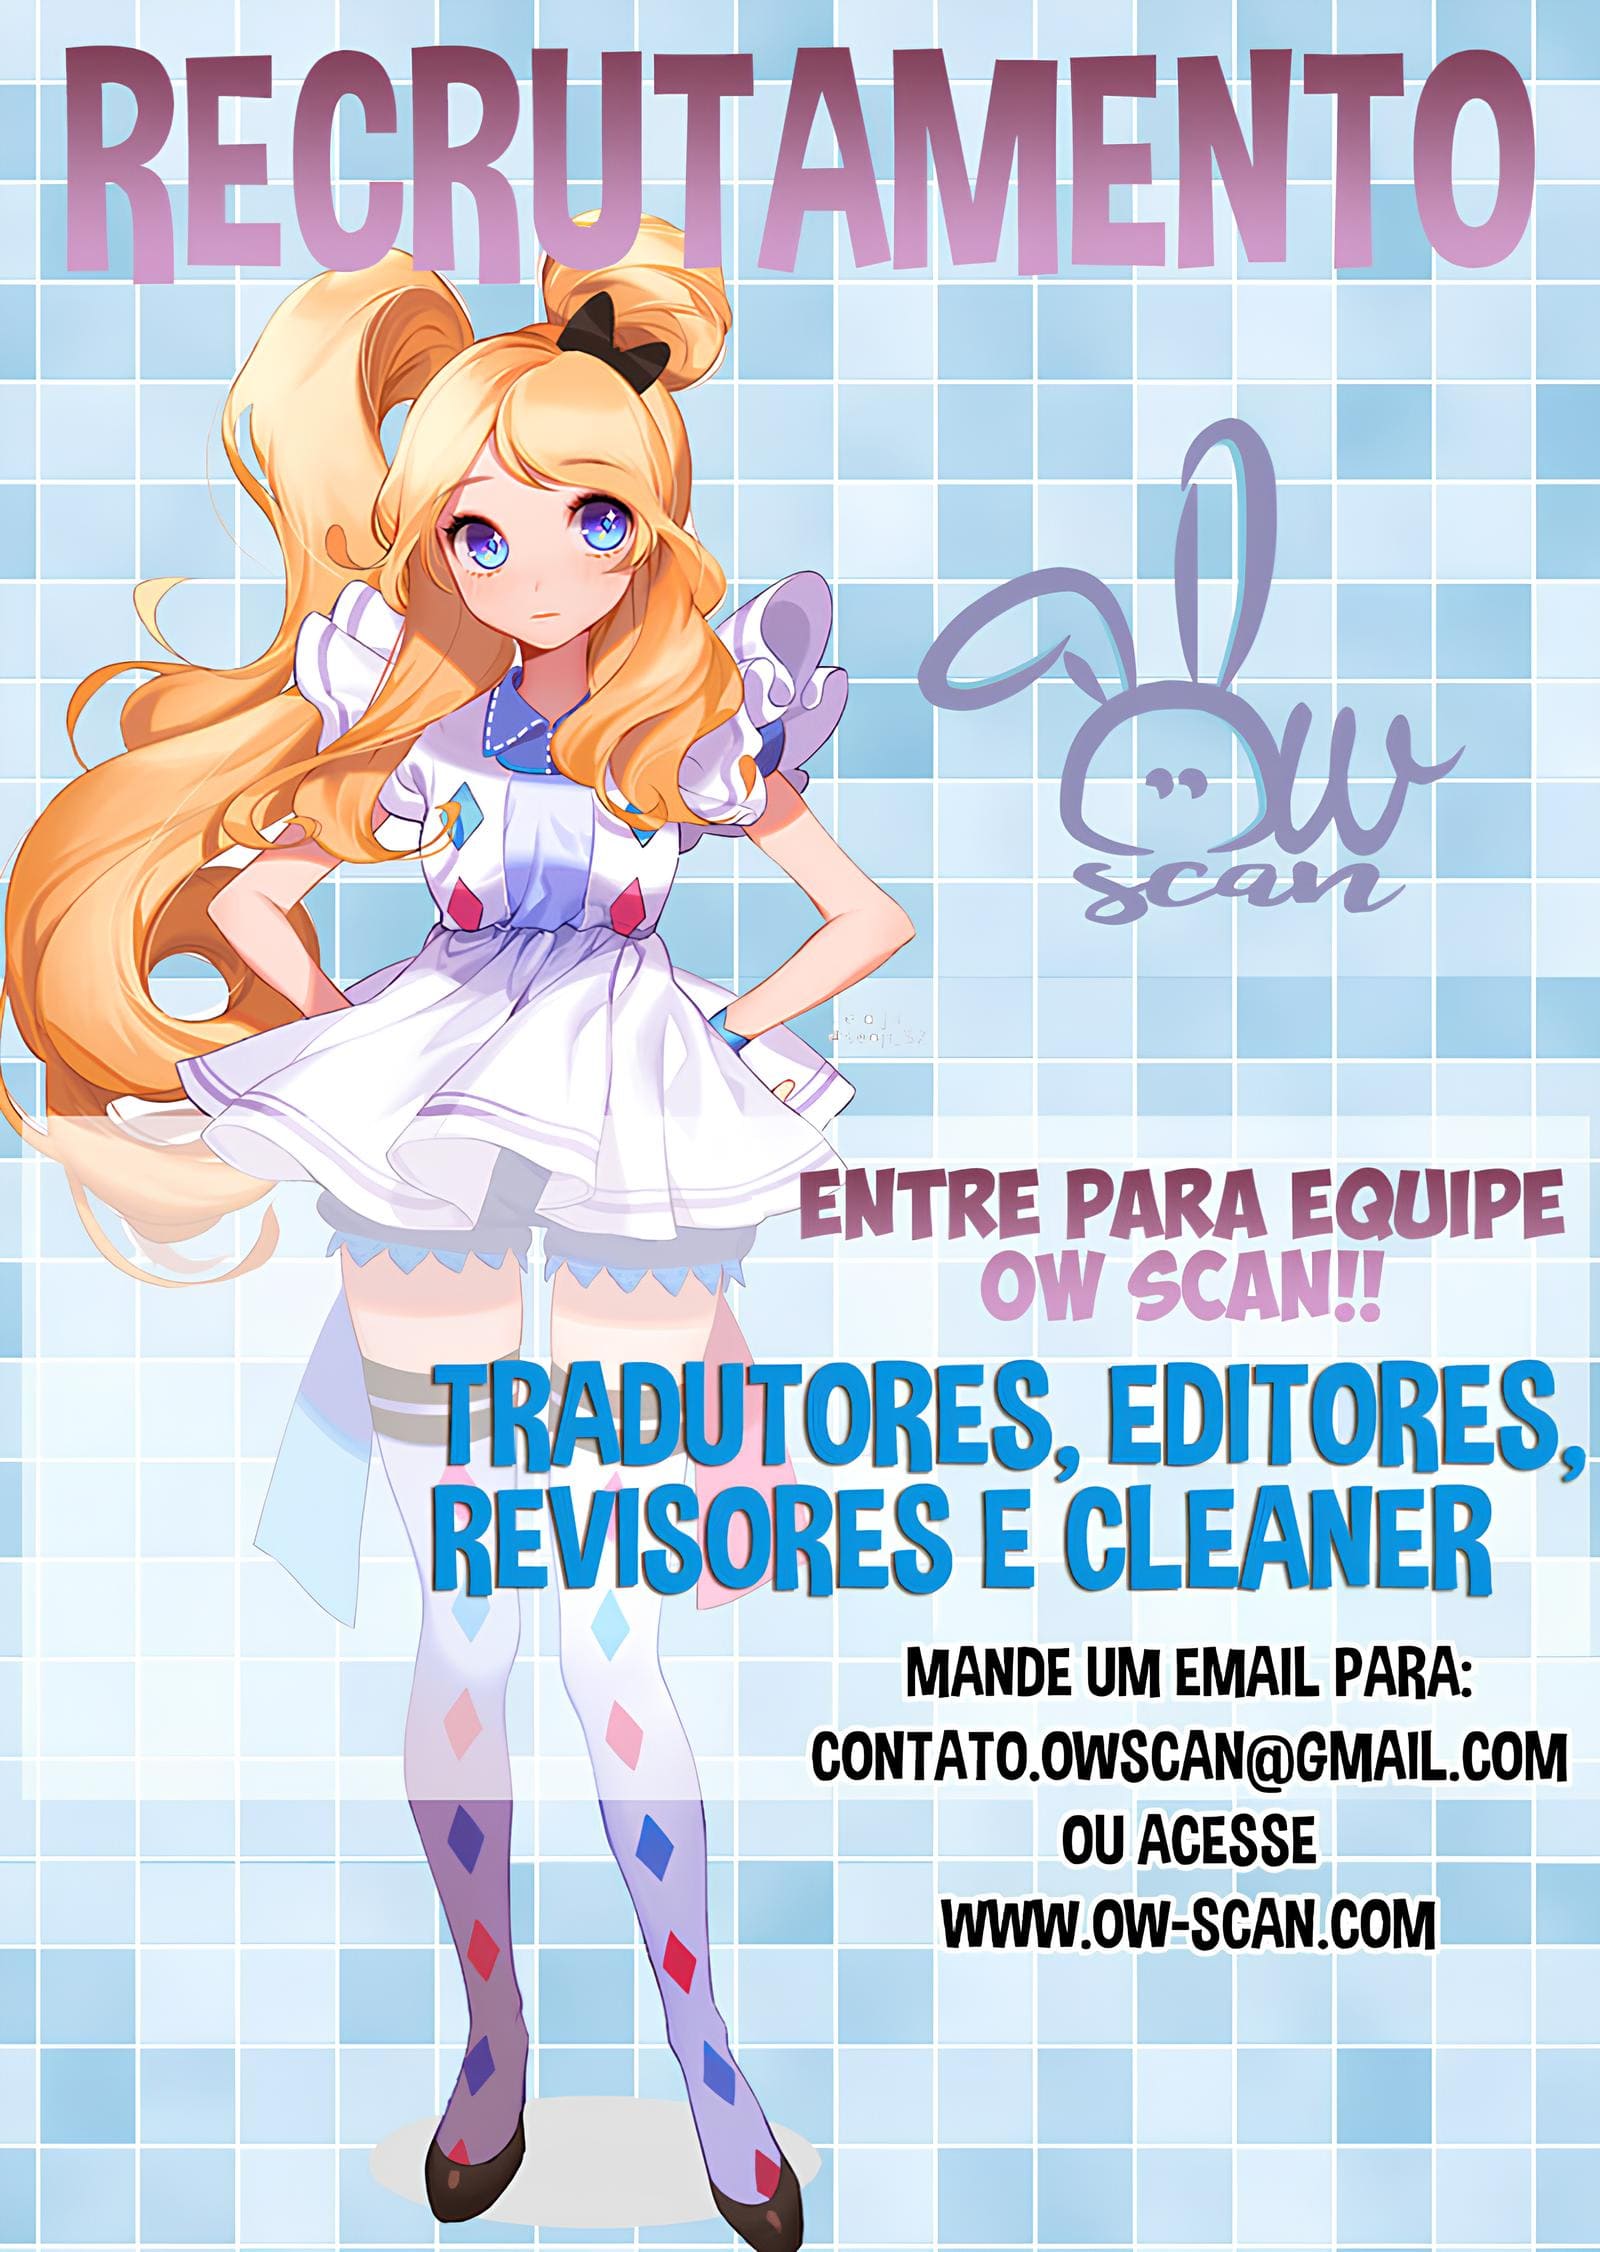 RECRUTAMENTO
OW
scan
ENTRE PARA EQUIPE
OW SCAN!!
TRADUTORES, EDITORES,
REVISORES E CLEANER
MANDE UM EMAIL PARA:
CONTATO.OWSCAN@GMAIL.COM
OU ACESSE
WWW.OW-SCAN.COM